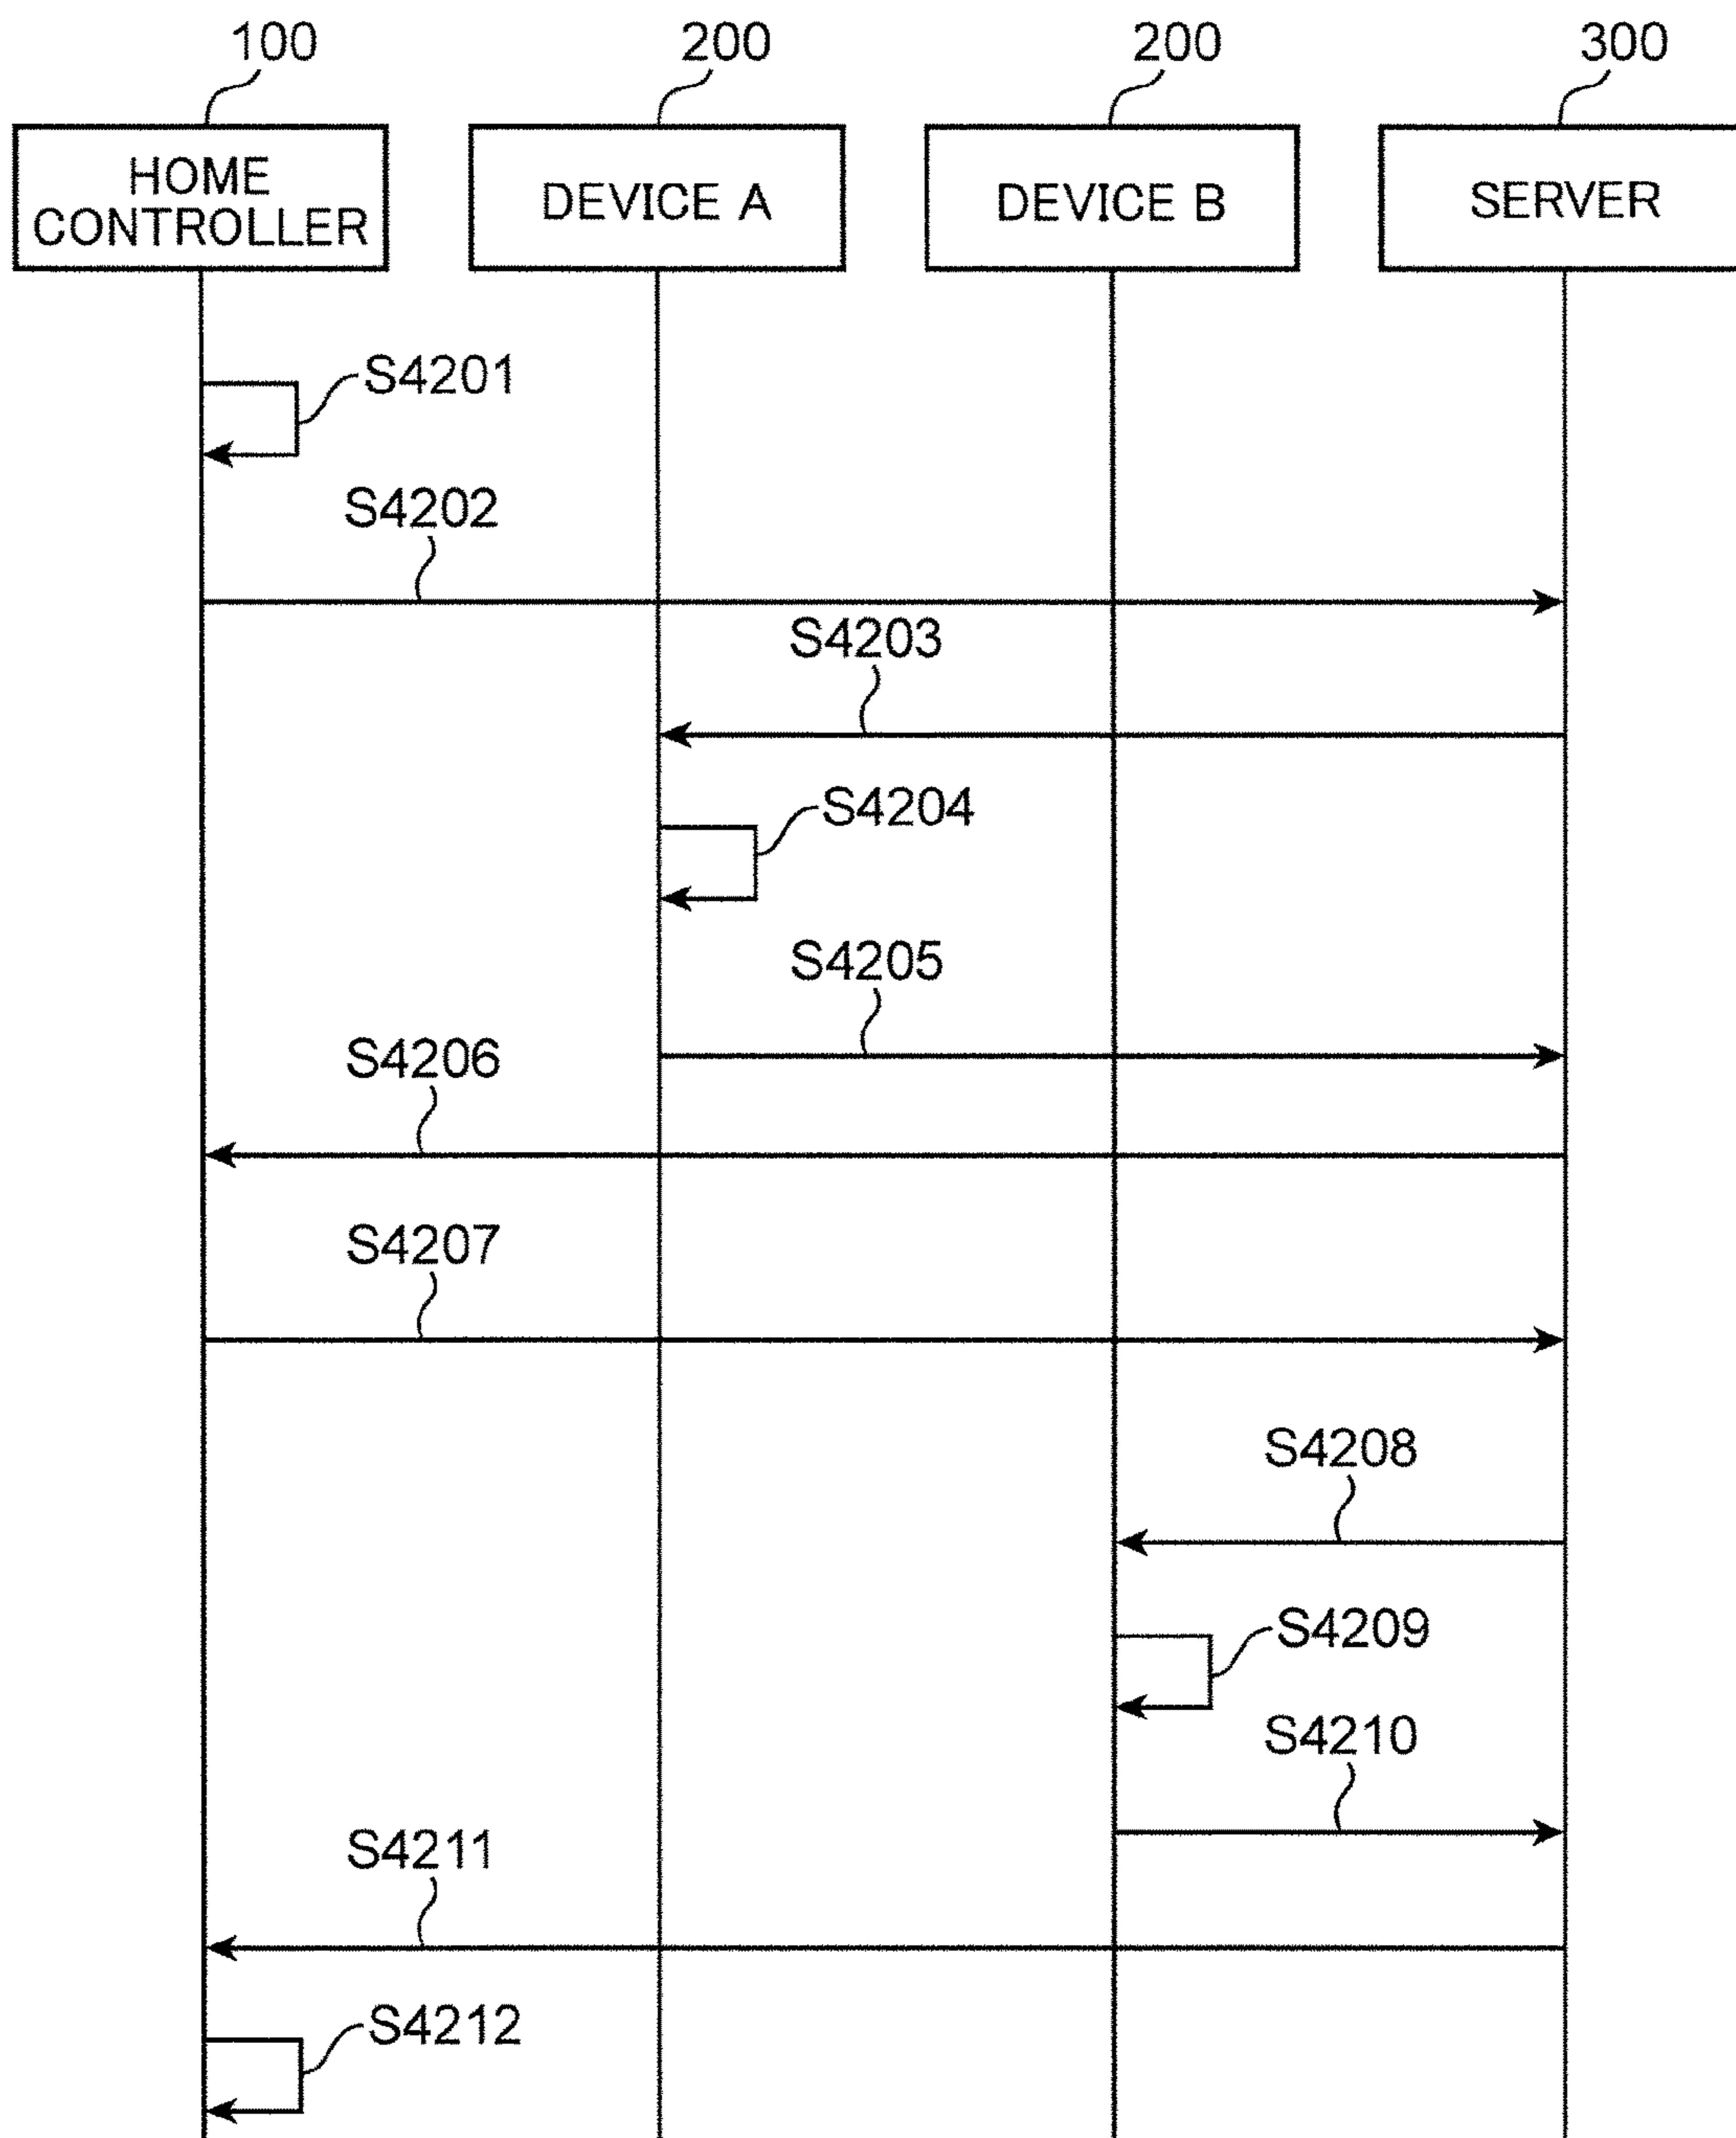 100
200
200
300
HOME
CONTROLLER
DEVICE A
DEVICE B
SERVER
S4201
S4202
S4203
S4204
S4205
S4206
S4207
S4208
S4209
S4210
S4211
S4212